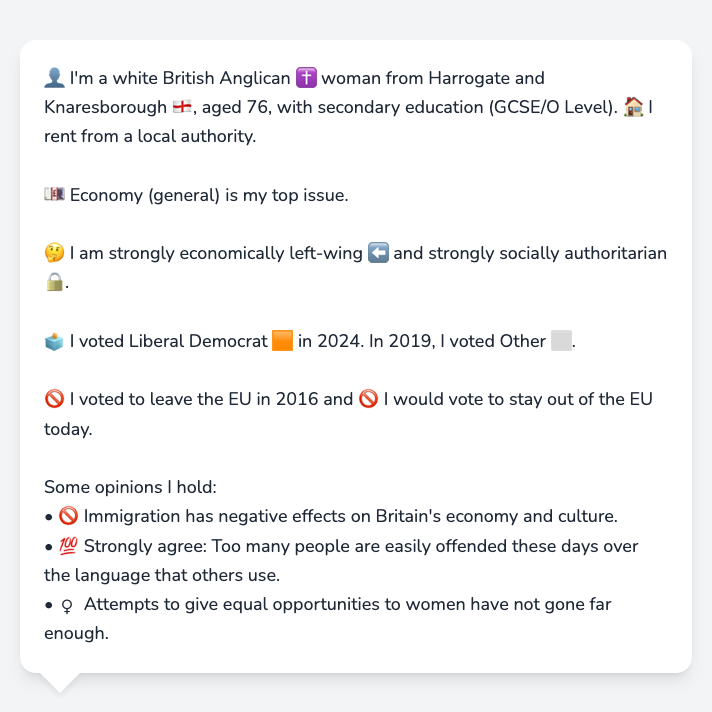 👤 I'm a white British Anglican ✝️ woman from Harrogate and
Knaresborough 🏴󠁧󠁢󠁥󠁮󠁧󠁿, aged 76, with secondary education (GCSE/O Level). 🏠 I
rent from a local authority.
💷 Economy (general) is my top issue.
🤔 I am strongly economically left-wing ⬅️ and strongly socially authoritarian
🔒.
🗳️ I voted Liberal Democrat 🟧 in 2024. In 2019, I voted Other ⬜.
🚫 I voted to leave the EU in 2016 and 🚫 I would vote to stay out of the EU
today.
Some opinions I hold:
• 🚫 Immigration has negative effects on Britain's economy and culture.
• 💯 Strongly agree: Too many people are easily offended these days over
the language that others use.
• ♀ Attempts to give equal opportunities to women have not gone far
enough.